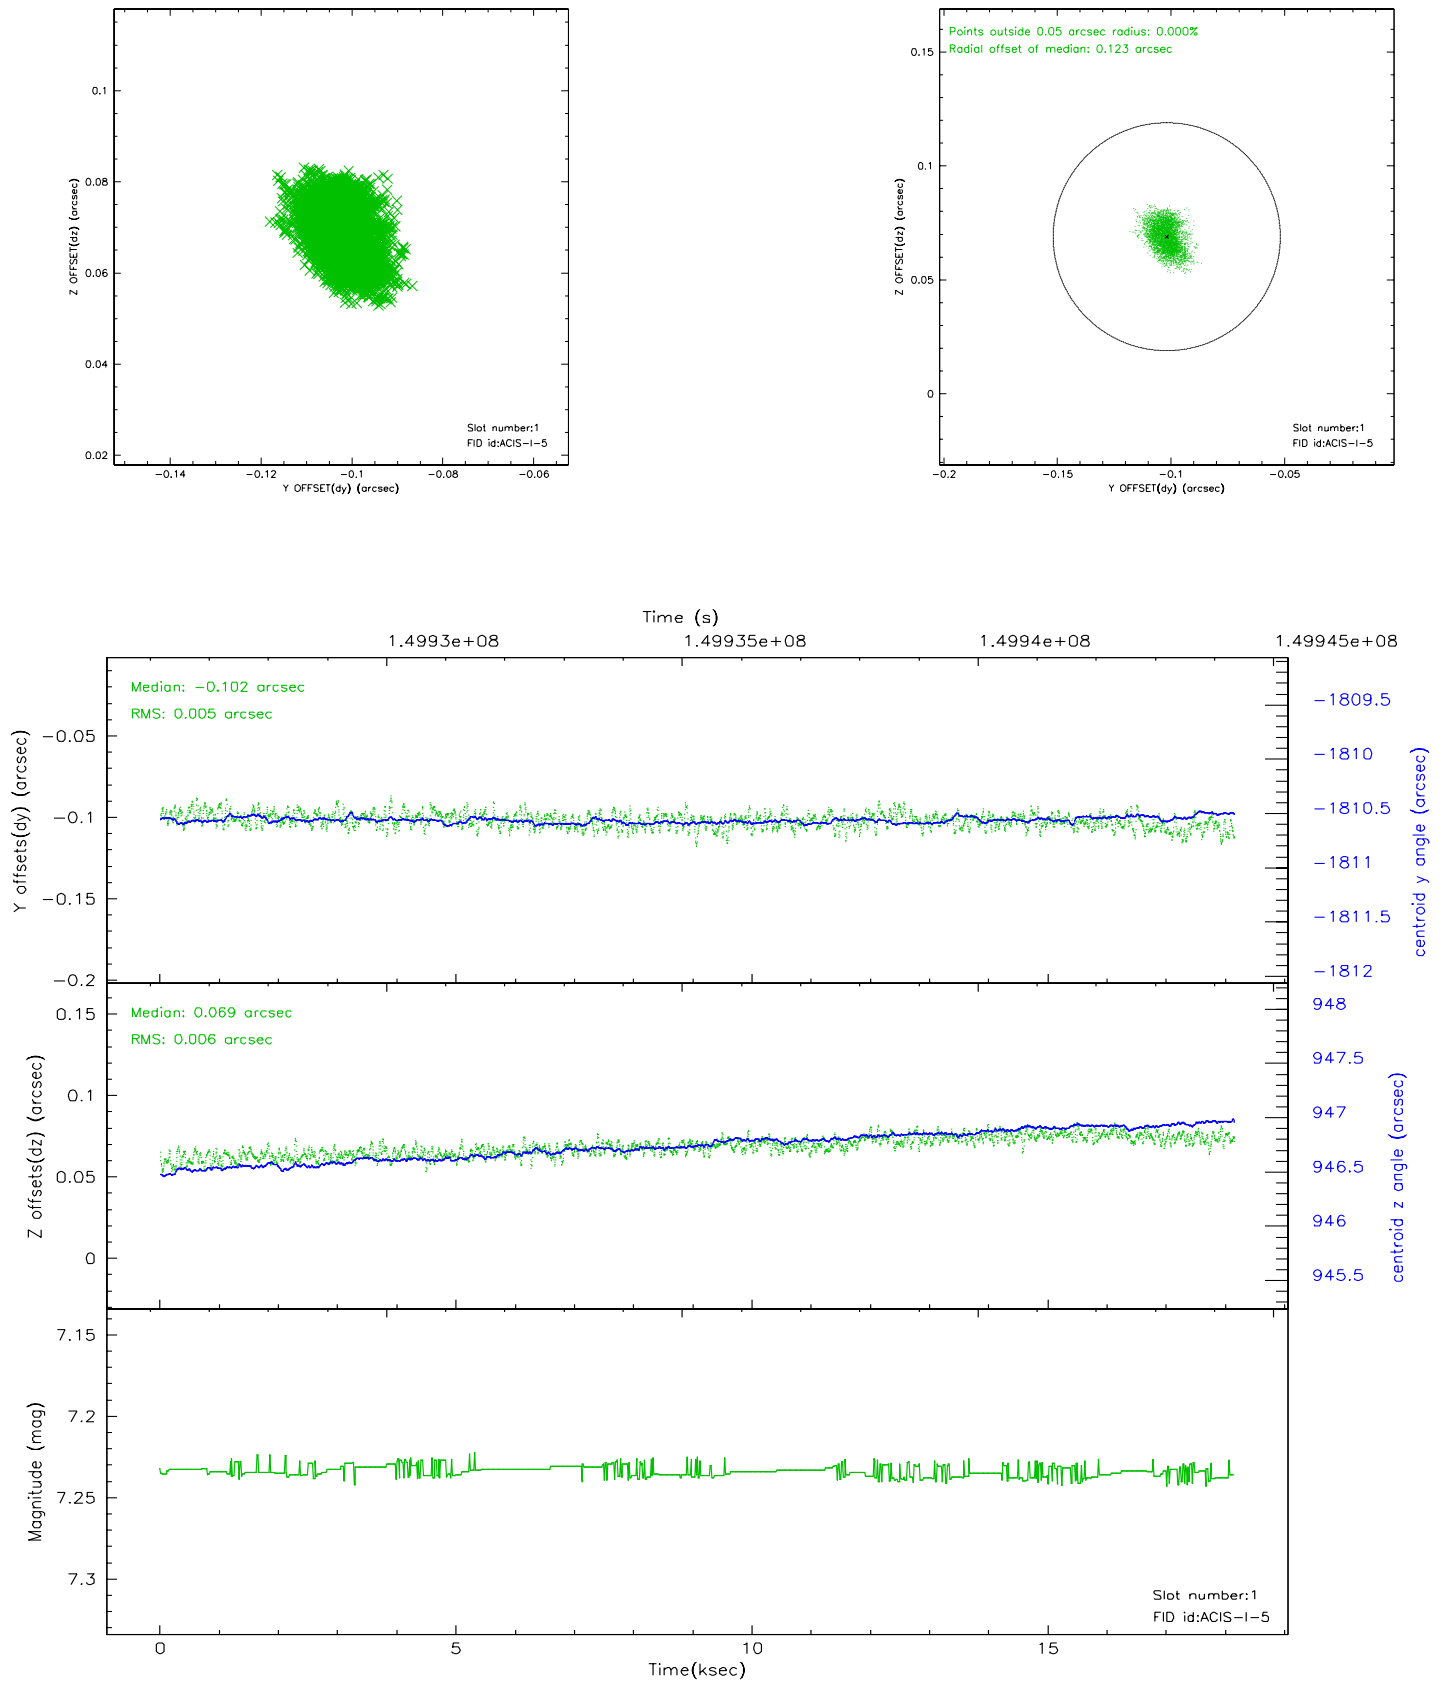 0.1
0.08
0.06
0.04
0.02
Z OFFSET(dz) (arcsec)
Slot number:1
FID id:ACIS-I-5
-0.14 -0.12 -0.1 -0.08 -0.06
Y OFFSET(dy) (arcsec)
Points outside 0.05 arcsec radius: 0.000%
Radial offset of median: 0.123 arcsec
0.15
0.1
0.05
0
Z OFFSET(dz) (arcsec)
Slot number:1
FID id:ACIS-I-5
-0.2 -0.15 -0.1 -0.05
Y OFFSET(dy) (arcsec)
Time (s)
1.4993e+08 1.49935e+08 1.4994e+08 1.49945e+08
Median: -0.102 arcsec
RMS: 0.005 arcsec
-0.05
-0.1
-0.15
-0.2
Y offsets(dy) (arcsec)
-1809.5
-1810
-1810.5
-1811
-1811.5
-1812
centroid y angle (arcsec)
Median: 0.069 arcsec
RMS: 0.006 arcsec
0.15
0.1
0.05
0
Z offsets(dz) (arcsec)
948
947.5
947
946.5
946
945.5
centroid z angle (arcsec)
7.15
7.2
7.25
7.3
Magnitude (mag)
Slot number:1
FID id:ACIS-I-5
0 5 10 15
Time(ksec)